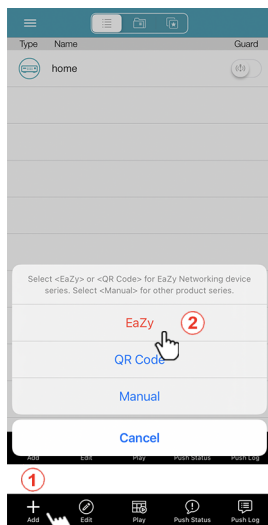 Type Name Guard
home
Select <EaZy> or <QR Code> for EaZy Networking device
series. Select <Manual> for other product series.
EaZy
2
QR Code
Manual
Cancel
Add Edit Play Push Status Push Log
1
Add Edit Play Push Status Push Log